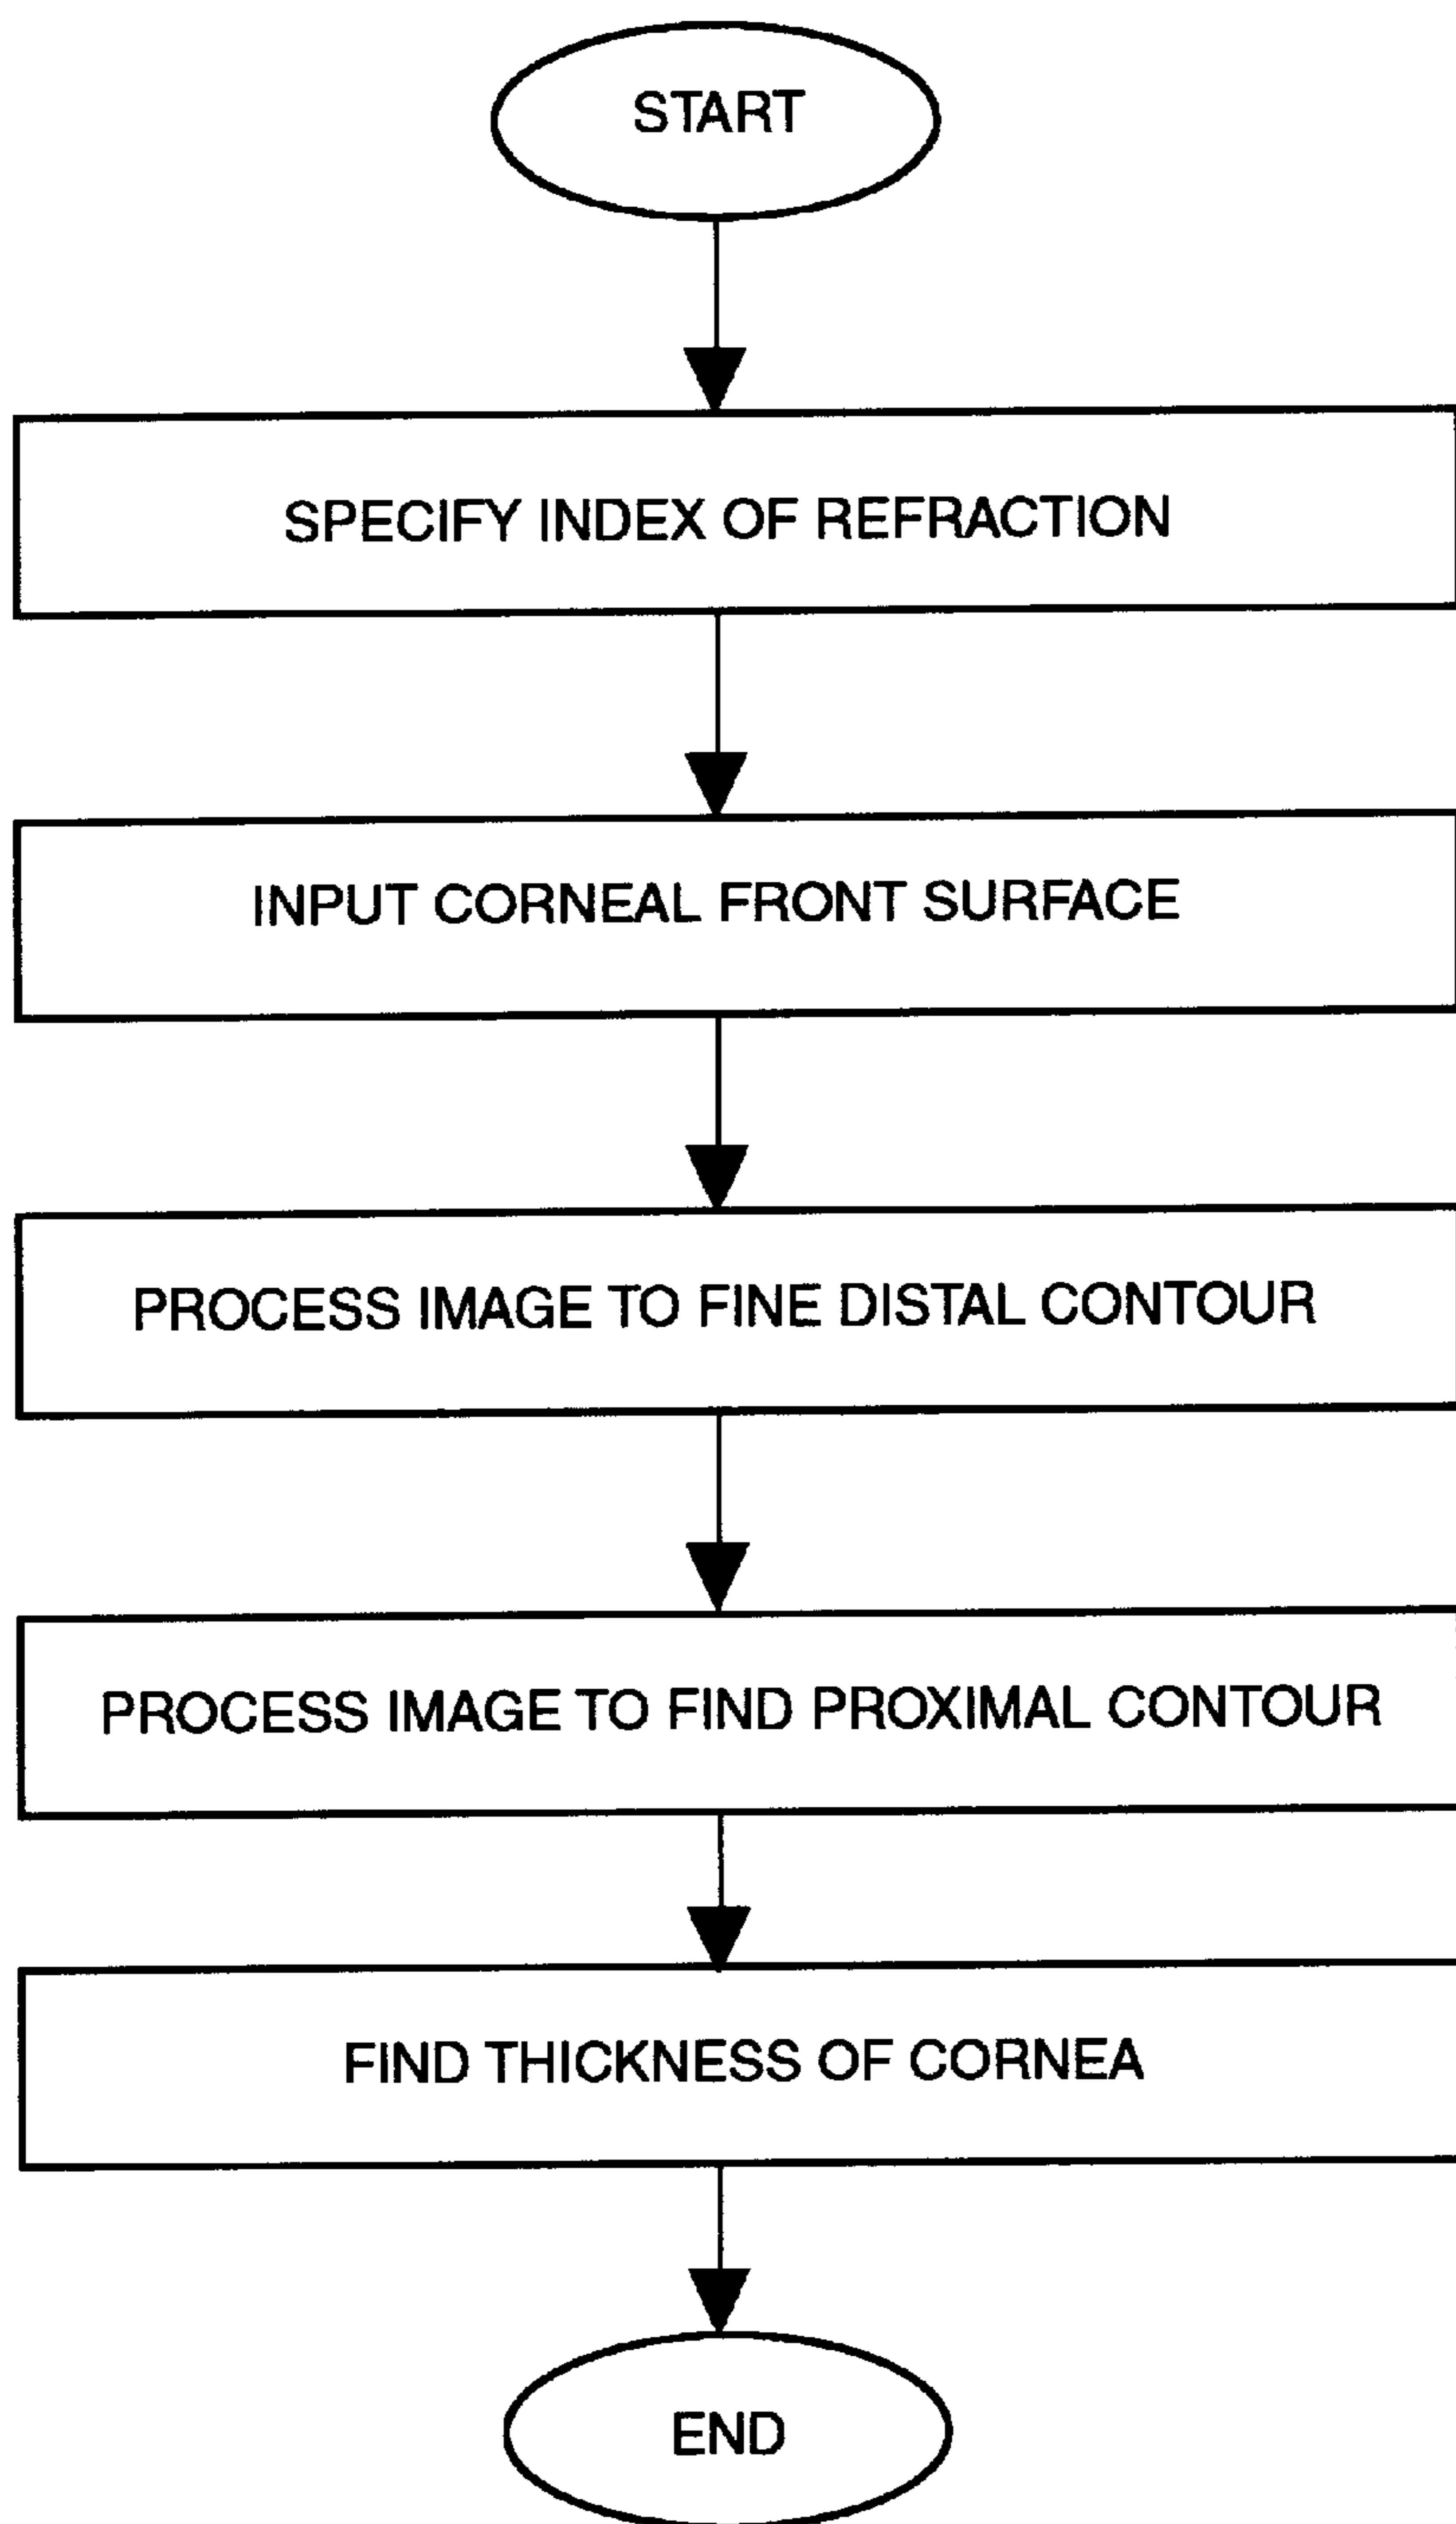 START
SPECIFY INDEX OF REFRACTION
INPUT CORNEAL FRONT SURFACE
PROCESS IMAGE TO FINE DISTAL CONTOUR
PROCESS IMAGE TO FIND PROXIMAL CONTOUR
FIND THICKNESS OF CORNEA
END